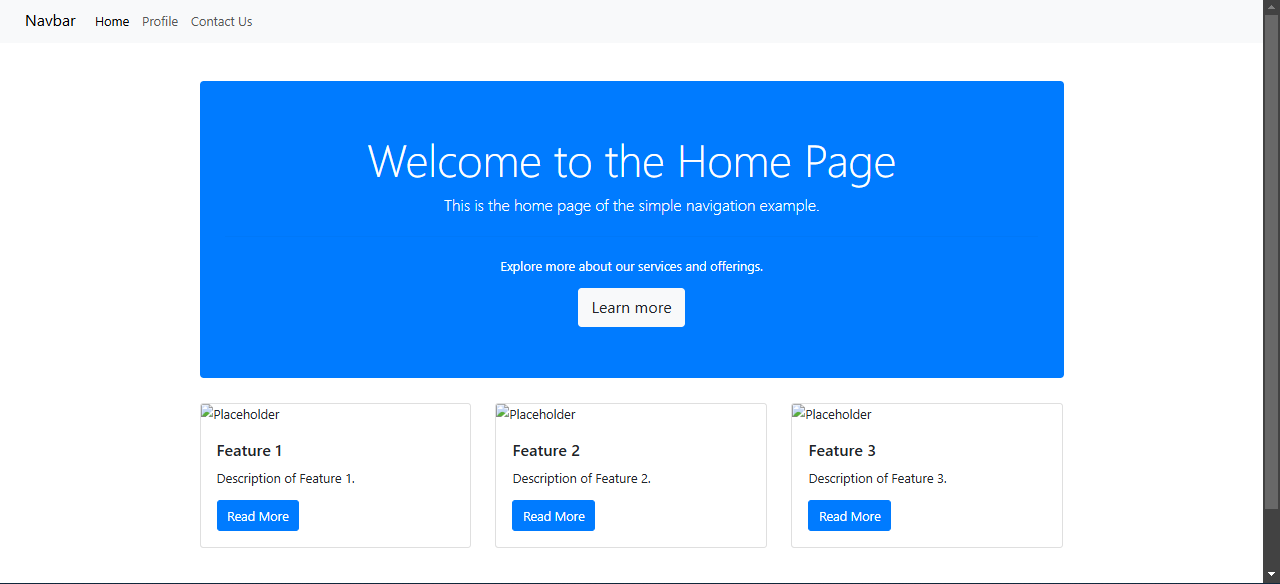 Navbar Home Profile Contact Us
Welcome to the Home Page
This is the home page of the simple navigation example.
Explore more about our services and offerings.
Learn more
Placeholder
Feature 1
Description of Feature 1.
Read More
Placeholder
Feature 2
Description of Feature 2.
Read More
Placeholder
Feature 3
Description of Feature 3.
Read More